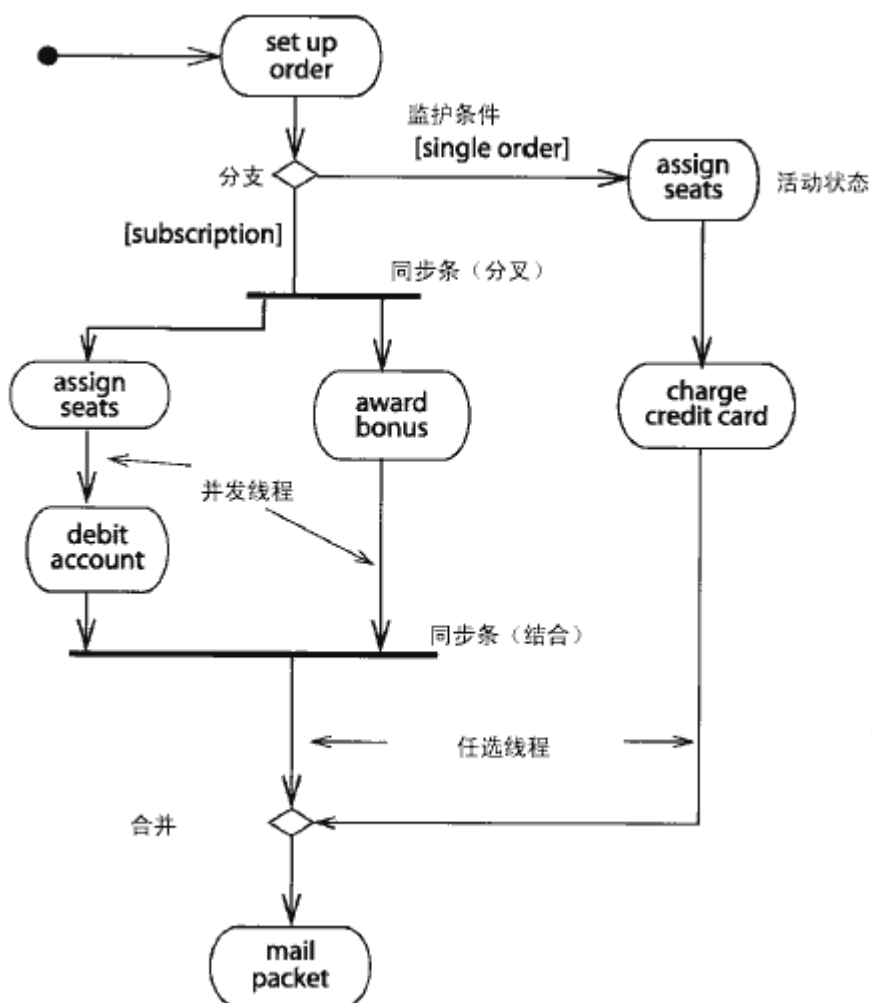 set up
order
监护条件
[single order]
分支
assign
seats
活动状态
[subscription]
同步条（分叉）
assign
seats
award
bonus
charge
credit card
并发线程
debit
account
同步条（结合）
任选线程
合并
mail
packet